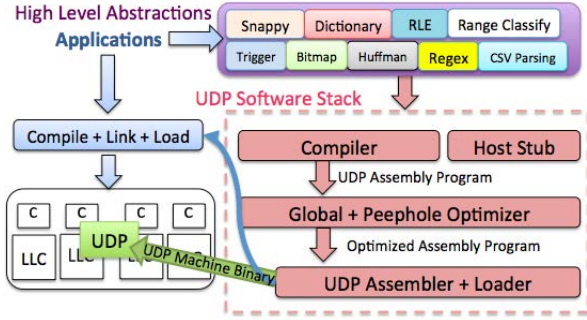 High Level Abstractions
Applications
Snappy
Dictionary
RLE
Range Classify
Trigger
Bitmap
Huffman
Regex
CSV Parsing
UDP Software Stack
Compile + Link + Load
Compiler
Host Stub
UDP Assembly Program
Global + Peephole Optimizer
Optimized Assembly Program
UDP Assembler + Loader
C
C
C
C
UDP
LLC
LLC
LLC
UDP Machine Binary